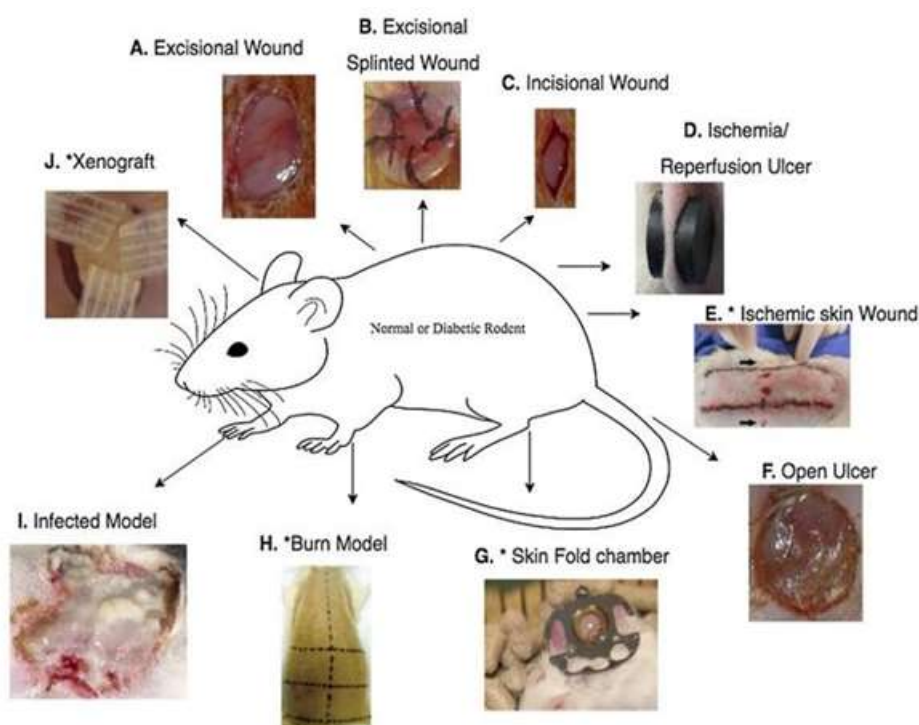 A. Excisional Wound
B. Excisional
Splinted Wound
C. Incisional Wound
D. Ischemia/
Reperfusion Ulcer
E. * Ischemic skin Wound
F. Open Ulcer
G. * Skin Fold chamber
H. *Burn Model
I. Infected Model
J. *Xenograft
Normal or Diabetic Rodent